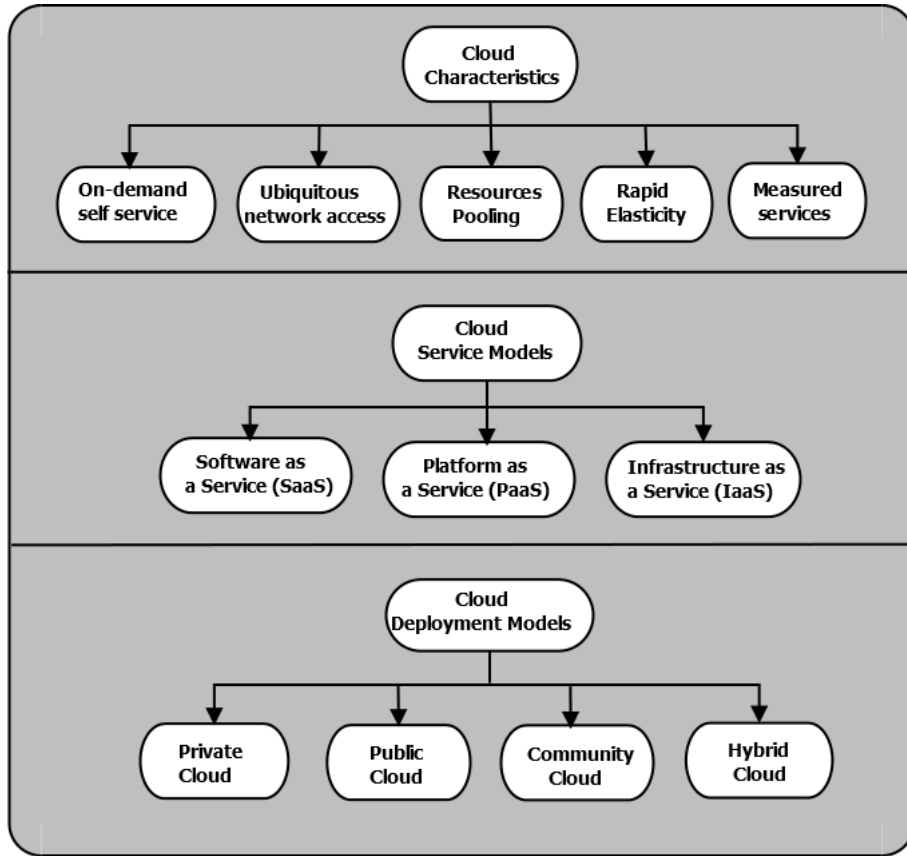 Cloud
Characteristics
On-demand
self service
Ubiquitous
network access
Resources
Pooling
Rapid
Elasticity
Measured
services
Cloud
Service Models
Software as
a Service (SaaS)
Platform as
a Service (PaaS)
Infrastructure as
a Service (IaaS)
Cloud
Deployment Models
Private
Cloud
Public
Cloud
Community
Cloud
Hybrid
Cloud